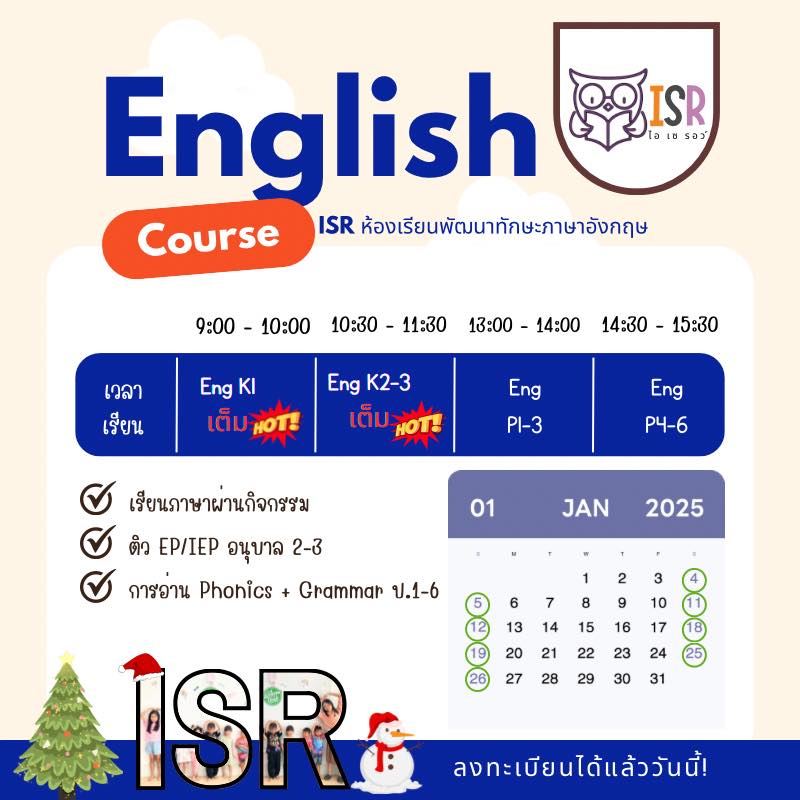 English
ISR
ไอ เซ รอว์
Course
ISR ห้องเรียนพัฒนาทักษะภาษาอังกฤษ
9:00 - 10:00 10:30 - 11:30 13:00 - 14:00 14:30 - 15:30
เวลา
เรียน
Eng K1
เต็ม HOT!
Eng K2-3
เต็ม HOT!
Eng
P1-3
Eng
P4-6
เรียนภาษาผ่านกิจกรรม
ติว EP/IEP อนุบาล 2-3
การอ่าน Phonics + Grammar ป.1-6
01 JAN 2025
S M T W T F S
1 2 3 4
5 6 7 8 9 10 11
12 13 14 15 16 17 18
19 20 21 22 23 24 25
26 27 28 29 30 31
ISR
ลงทะเบียนได้แล้ววันนี้!